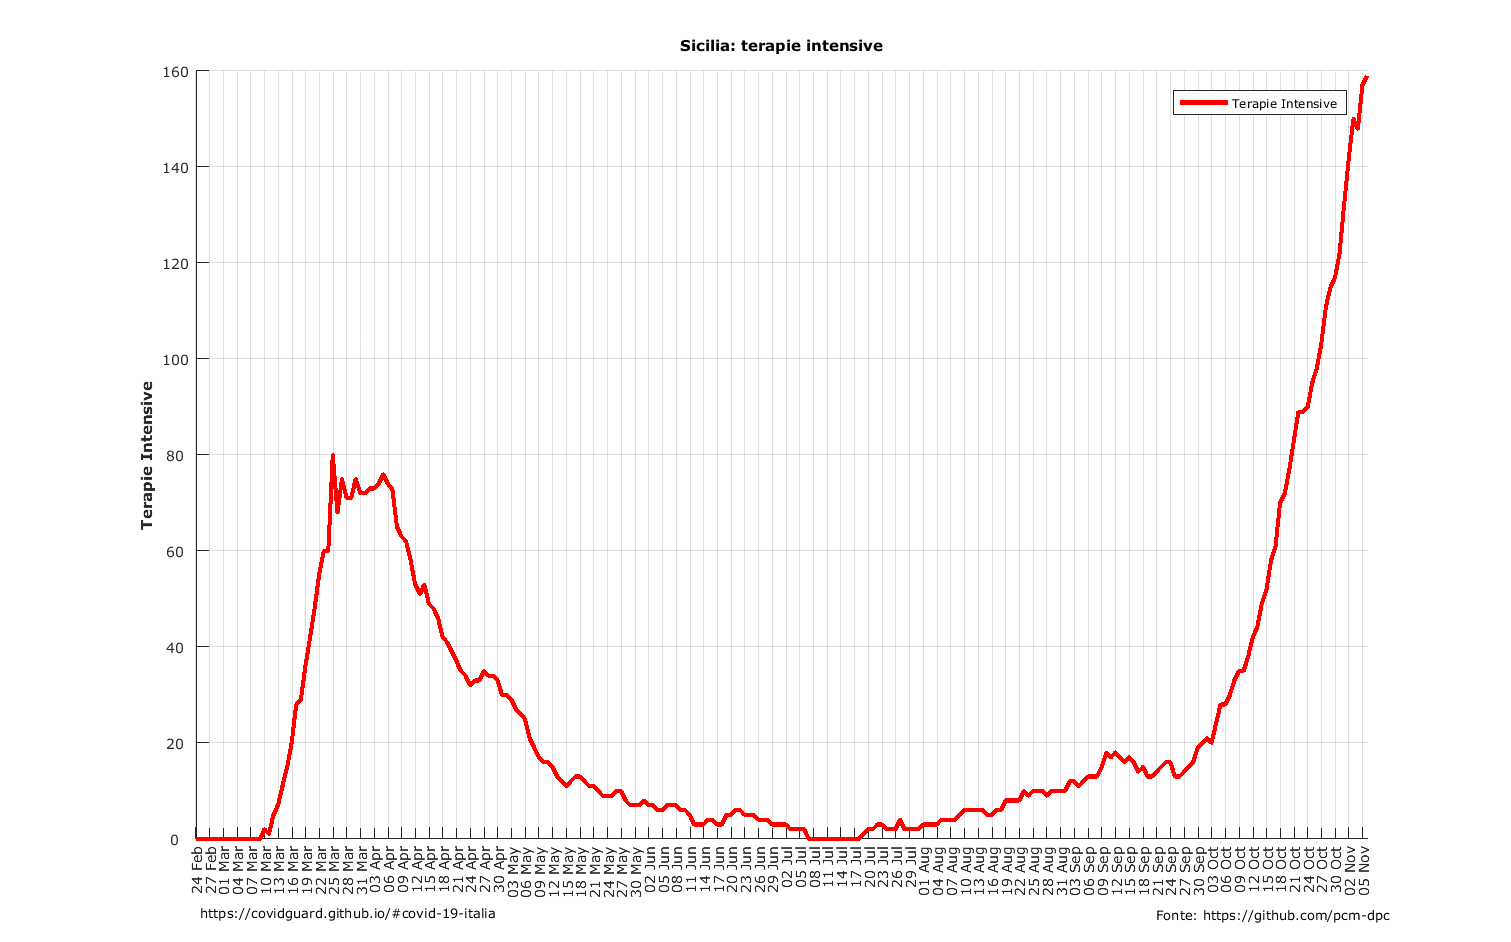 Sicilia: terapie intensive
Terapie Intensive
Terapie Intensive
160
140
120
100
80
60
40
20
0
24 Feb
27 Feb
01 Mar
04 Mar
07 Mar
10 Mar
13 Mar
16 Mar
19 Mar
22 Mar
25 Mar
28 Mar
31 Mar
03 Apr
06 Apr
09 Apr
12 Apr
15 Apr
18 Apr
21 Apr
24 Apr
27 Apr
30 Apr
03 May
06 May
09 May
12 May
15 May
18 May
21 May
24 May
27 May
30 May
02 Jun
05 Jun
08 Jun
11 Jun
14 Jun
17 Jun
20 Jun
23 Jun
26 Jun
29 Jun
02 Jul
05 Jul
08 Jul
11 Jul
14 Jul
17 Jul
20 Jul
23 Jul
26 Jul
29 Jul
01 Aug
04 Aug
07 Aug
10 Aug
13 Aug
16 Aug
19 Aug
22 Aug
25 Aug
28 Aug
31 Aug
03 Sep
06 Sep
09 Sep
12 Sep
15 Sep
18 Sep
21 Sep
24 Sep
27 Sep
30 Sep
03 Oct
06 Oct
09 Oct
12 Oct
15 Oct
18 Oct
21 Oct
24 Oct
27 Oct
30 Oct
02 Nov
05 Nov
https://covidguard.github.io/#covid-19-italia
Fonte: https://github.com/pcm-dpc